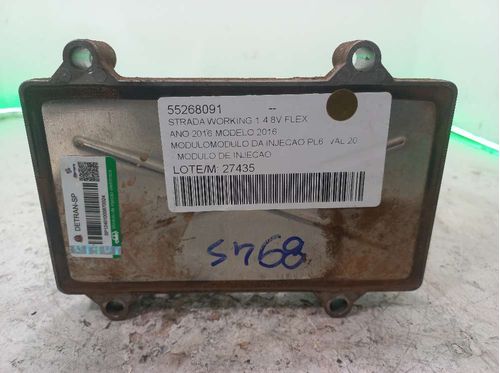 55268091 --
STRADA WORKING 1.4 8V FLEX
ANO 2016 MODELO 2016
MODULOMODULO DA INJECAO PL6 VAL 20
- MODULO DE INJECAO
LOTE/M: 27435
DETRAN-SP
5768